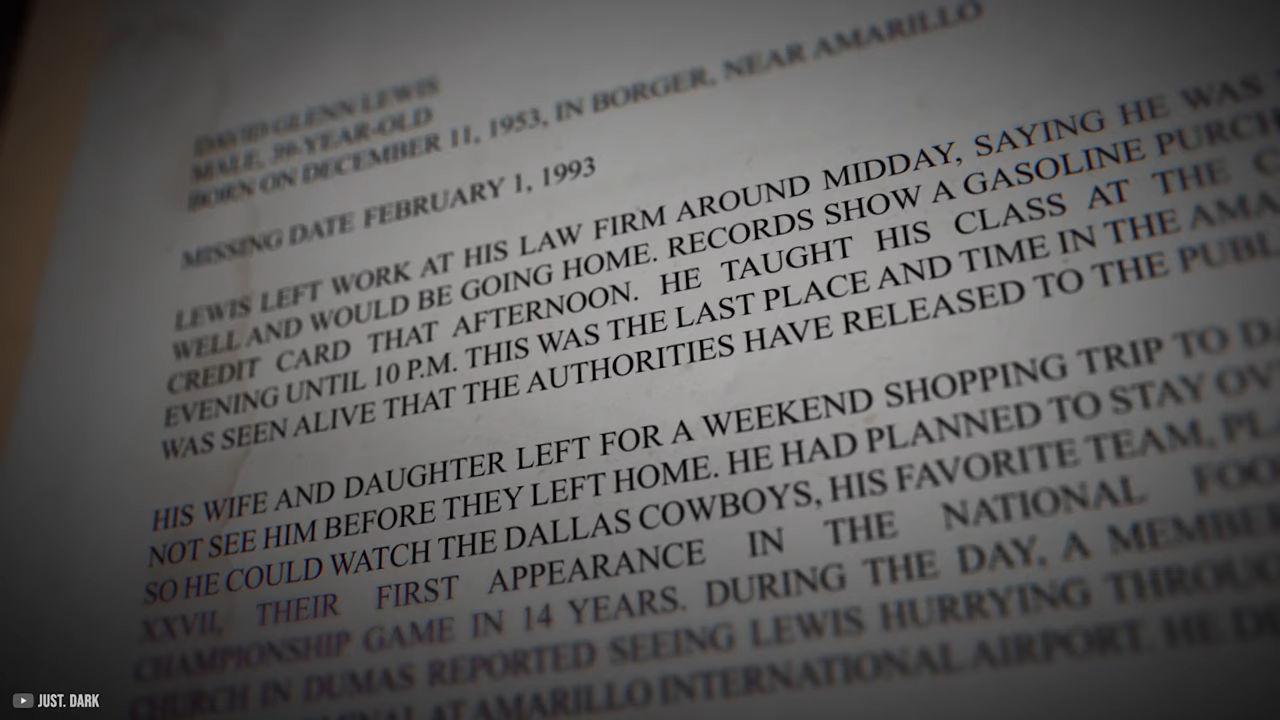 DAVID GLENN LEWIS
MALE, 39-YEAR-OLD
BORN ON DECEMBER 11, 1953, IN BORGER, NEAR AMARILLO
MISSING DATE FEBRUARY 1, 1993
LEWIS LEFT WORK AT HIS LAW FIRM AROUND MIDDAY, SAYING HE WAS
WELL AND WOULD BE GOING HOME. RECORDS SHOW A GASOLINE
CREDIT CARD THAT AFTERNOON. HE TAUGHT HIS CLASS AT THE
EVENING UNTIL 10 P.M. THIS WAS THE LAST PLACE AND TIME IN THE
WAS SEEN ALIVE THAT THE AUTHORITIES HAVE RELEASED TO THE
HIS WIFE AND DAUGHTER LEFT FOR A WEEKEND SHOPPING TRIP TO
NOT SEE HIM BEFORE THEY LEFT HOME. HE HAD PLANNED TO STAY
SO HE COULD WATCH THE DALLAS COWBOYS, HIS FAVORITE TEAM,
XXVII, THEIR FIRST APPEARANCE IN THE NATIONAL
CHAMPIONSHIP GAME IN 14 YEARS. DURING THE DAY, A
CHURCH IN DUMAS REPORTED SEEING LEWIS HURRYING
AT AMARILLO INTERNATIONAL AIRPORT. HE
JUST. DARK